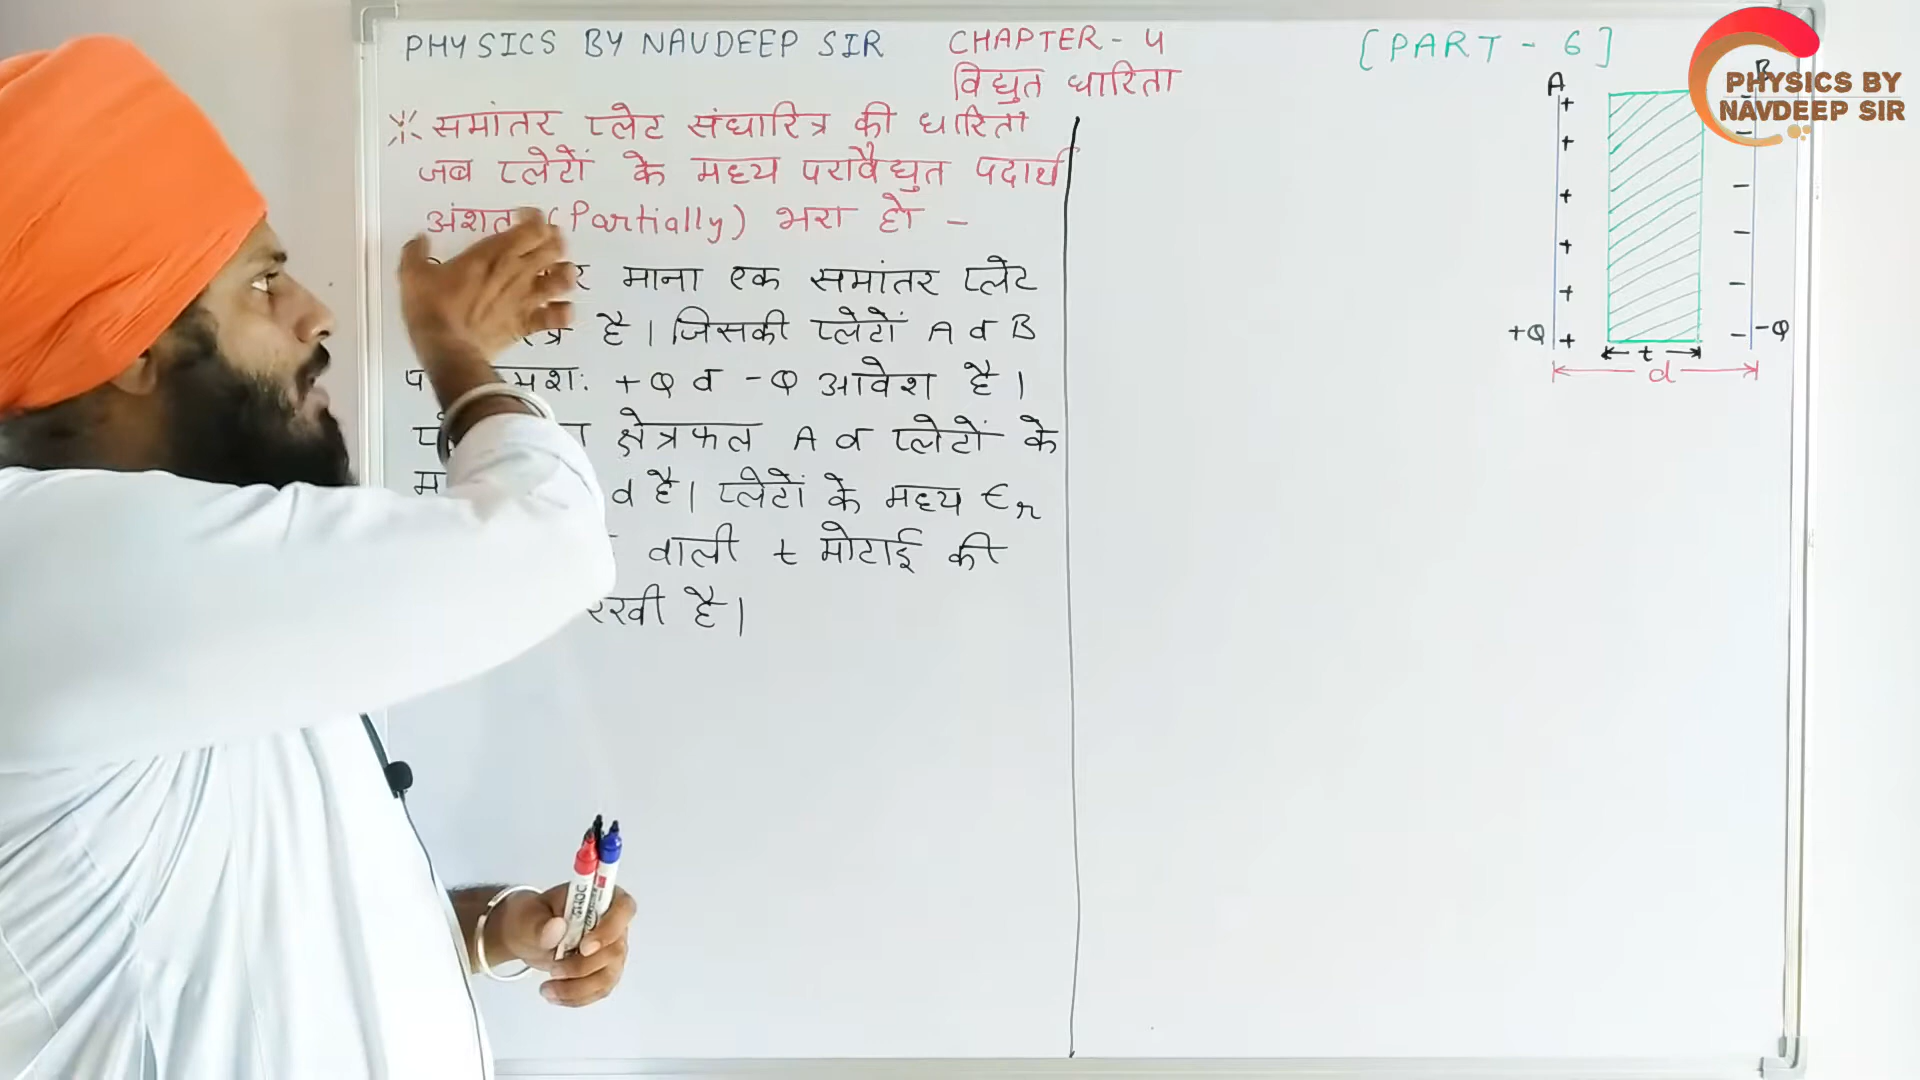 PHYSICS BY NAVDEEP SIR CHAPTER - 4 [PART - 6]
विद्युत धारिता
समांतर प्लेट संधारित्र की धारिता
जब प्लेटों के मध्य परावैद्युत पदार्थ
(Partially) भरा हो -
माना एक समांतर प्लेट
है। जिसकी प्लेटों A व B
+Q व -Q आवेश है।
क्षेत्रफल A व प्लेटों के
d है। प्लेटों के मध्य ϵr
वाली t मोटाई की
रखी है।
A B
+ + + + + +
- - - - - -
+Q -Q
t
d
PHYSICS BY
NAVDEEP SIR